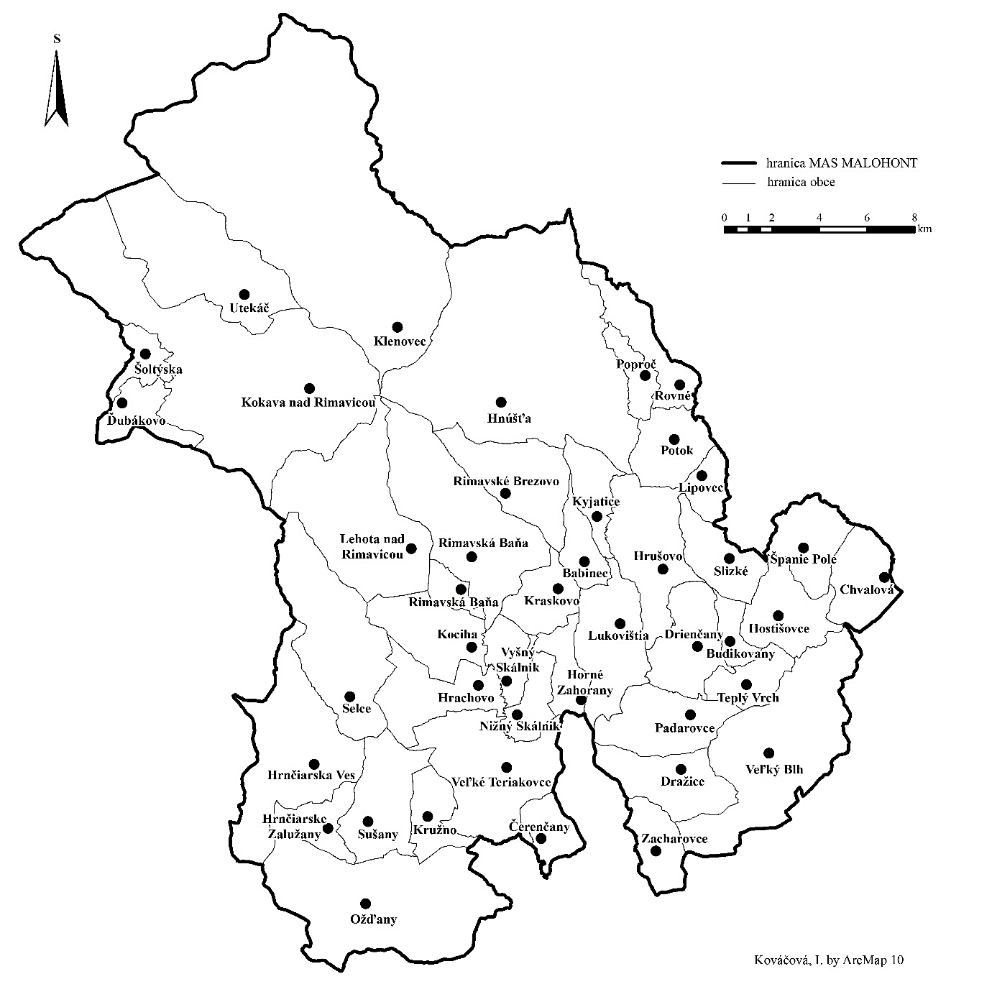 S
hranica MAS MALOHONT
hranica obce
0 1 2 4 6 8
km
Utekáč
Klenovec
Šoltýska
Poproč
Rovné
Kokava nad Rimavicou
Ďubákovo
Hnúšťa
Potok
Rimavské Brezovo
Lipovec
Kyjatice
Lehota nad
Rimavicou
Rimavská Baňa
Hrušovo
Slizké
Španie Pole
Babinec
Chvalová
Rimavská Baňa
Kraskovo
Kociha
Lukovištia
Drienčany
Hostišovce
Budikovany
Vyšný
Skálnik
Horné
Zahorany
Hrachovo
Teplý Vrch
Selce
Nižný Skálnik
Padarovce
Hrnčiarska Ves
Veľké Teriakovce
Dražice
Veľký Blh
Hrnčiarske
Zalužany
Sušany
Kružno
Čerenčany
Zacharovce
Ožďany
Kováčová, I. by ArcMap 10